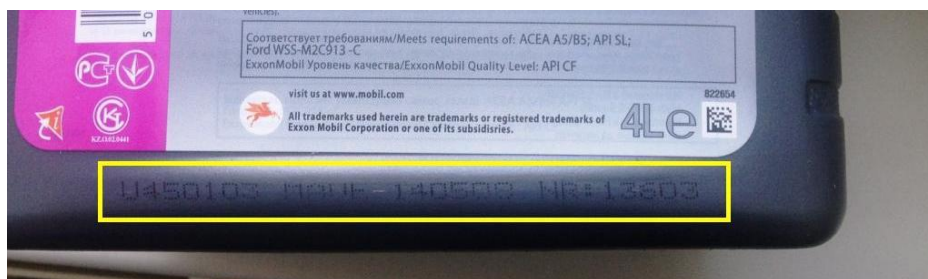 vehicles).
Соответствует требованиям/Meets requirements of: ACEA A5/B5; API SL;
Ford WSS-M2C913 -C
ExxonMobil Уровень качества/ExxonMobil Quality Level: API CF
visit us at www.mobil.com
822654
All trademarks used herein are trademarks or registered trademarks of
Exxon Mobil Corporation or one of its subsidisries.
4Le
U450103 140508 NR:13603